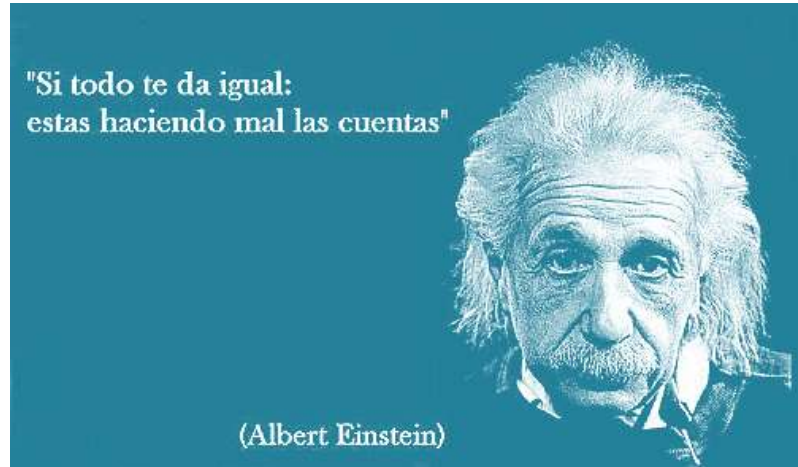 "Si todo te da igual:
estas haciendo mal las cuentas"
(Albert Einstein)